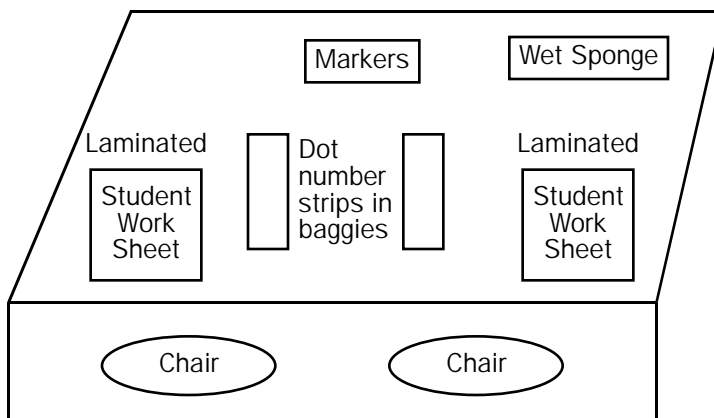 Markers
Wet Sponge
Laminated
Student
Work
Sheet
Dot
number
strips in
baggies
Laminated
Student
Work
Sheet
Chair
Chair